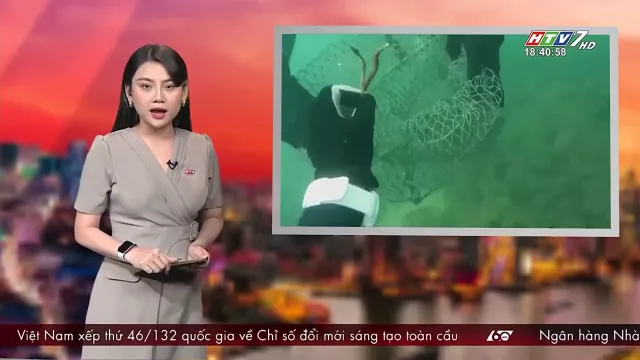 HTV7 HD
18:40:58
Việt Nam xếp thứ 46/132 quốc gia về Chỉ số đổi mới sáng tạo toàn cầu 60 Ngân hàng Nhà